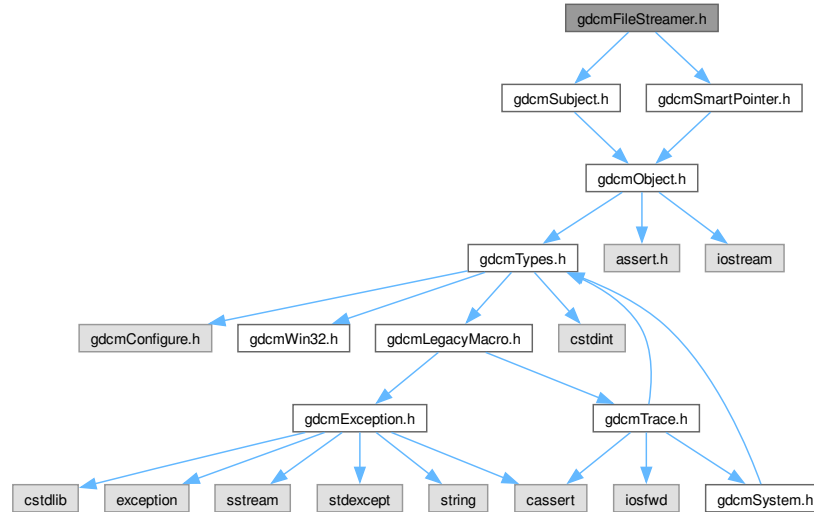 gdcmFileStreamer.h
gdcmSubject.h
gdcmSmartPointer.h
gdcmObject.h
gdcmTypes.h
assert.h
iostream
gdcmConfigure.h
gdcmWin32.h
gdcmLegacyMacro.h
cstdint
gdcmException.h
gdcmTrace.h
cstdlib
exception
sstream
stdexcept
string
cassert
iosfwd
gdcmSystem.h